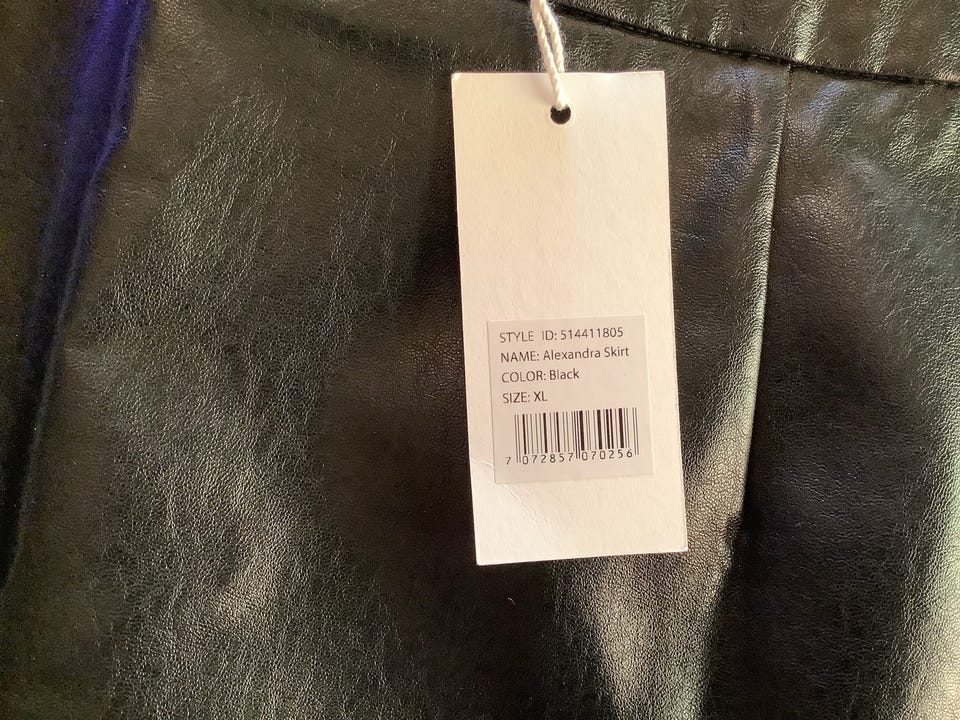 STYLE ID: 514411805
NAME: Alexandra Skirt
COLOR: Black
SIZE: XL
7 072857 070256